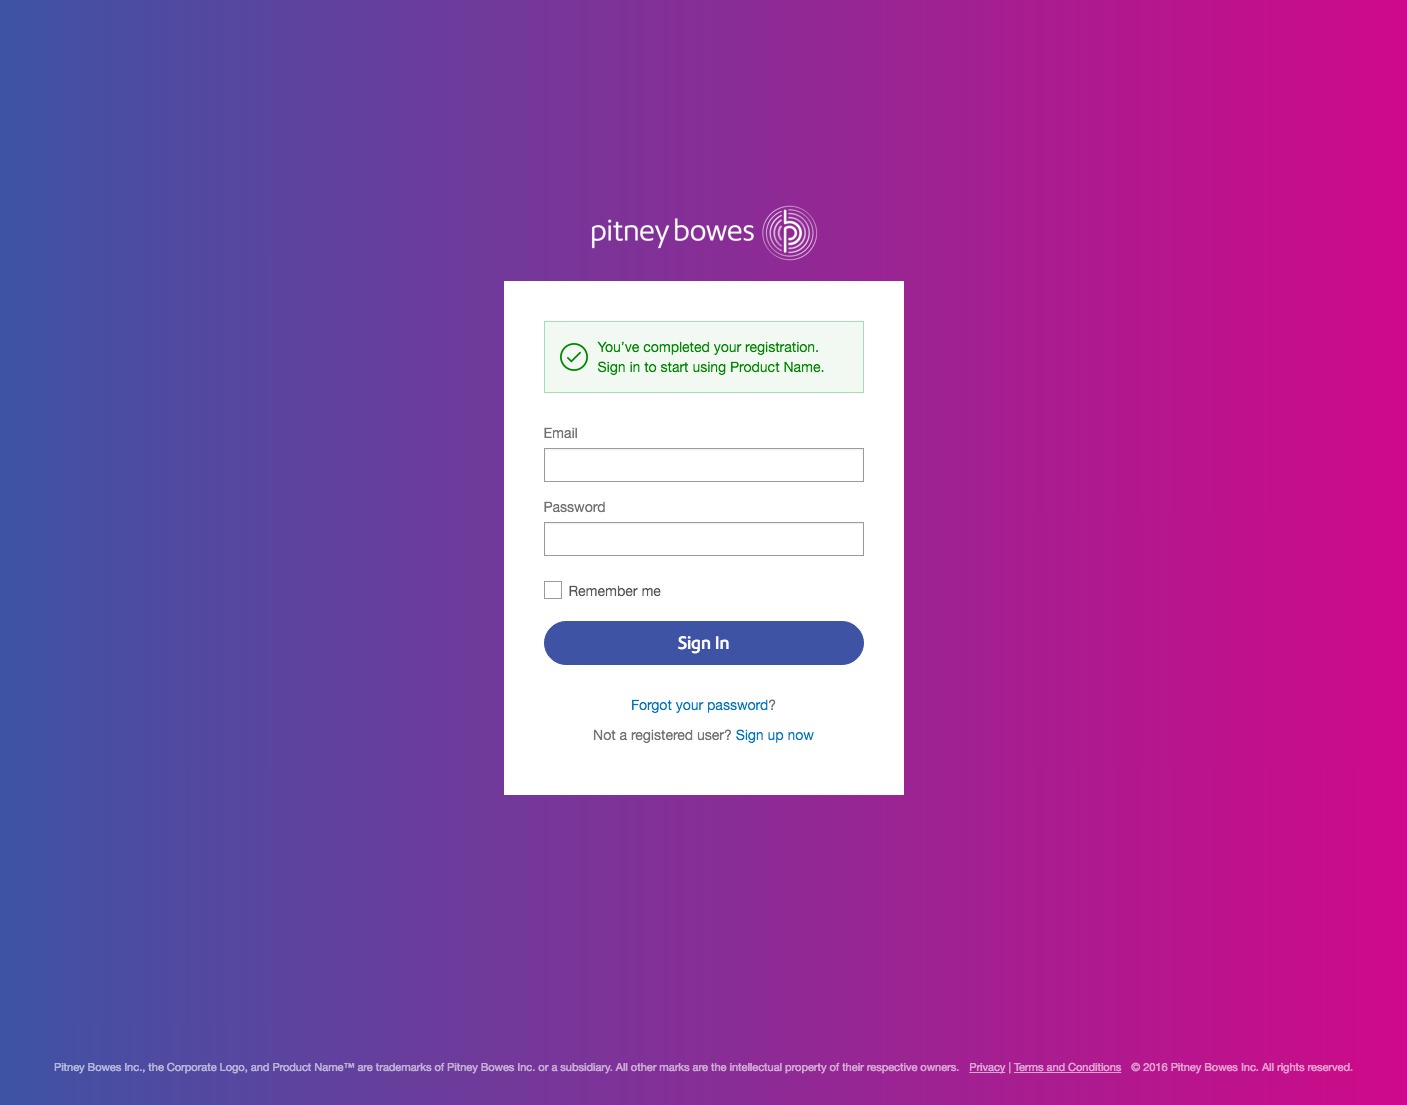 pitney bowes
You’ve completed your registration.
Sign in to start using Product Name.
Email
Password
Remember me
Sign In
Forgot your password?
Not a registered user? Sign up now
Pitney Bowes Inc., the Corporate Logo, and Product Name™ are trademarks of Pitney Bowes Inc. or a subsidiary. All other marks are the intellectual property of their respective owners. Privacy | Terms and Conditions © 2016 Pitney Bowes Inc. All rights reserved.